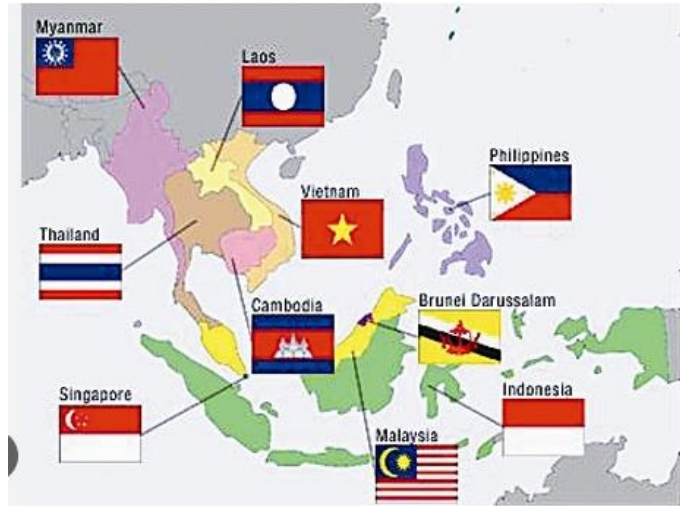 Myanmar
Laos
Philippines
Vietnam
Thailand
Cambodia
Brunei Darussalam
Singapore
Indonesia
Malaysia